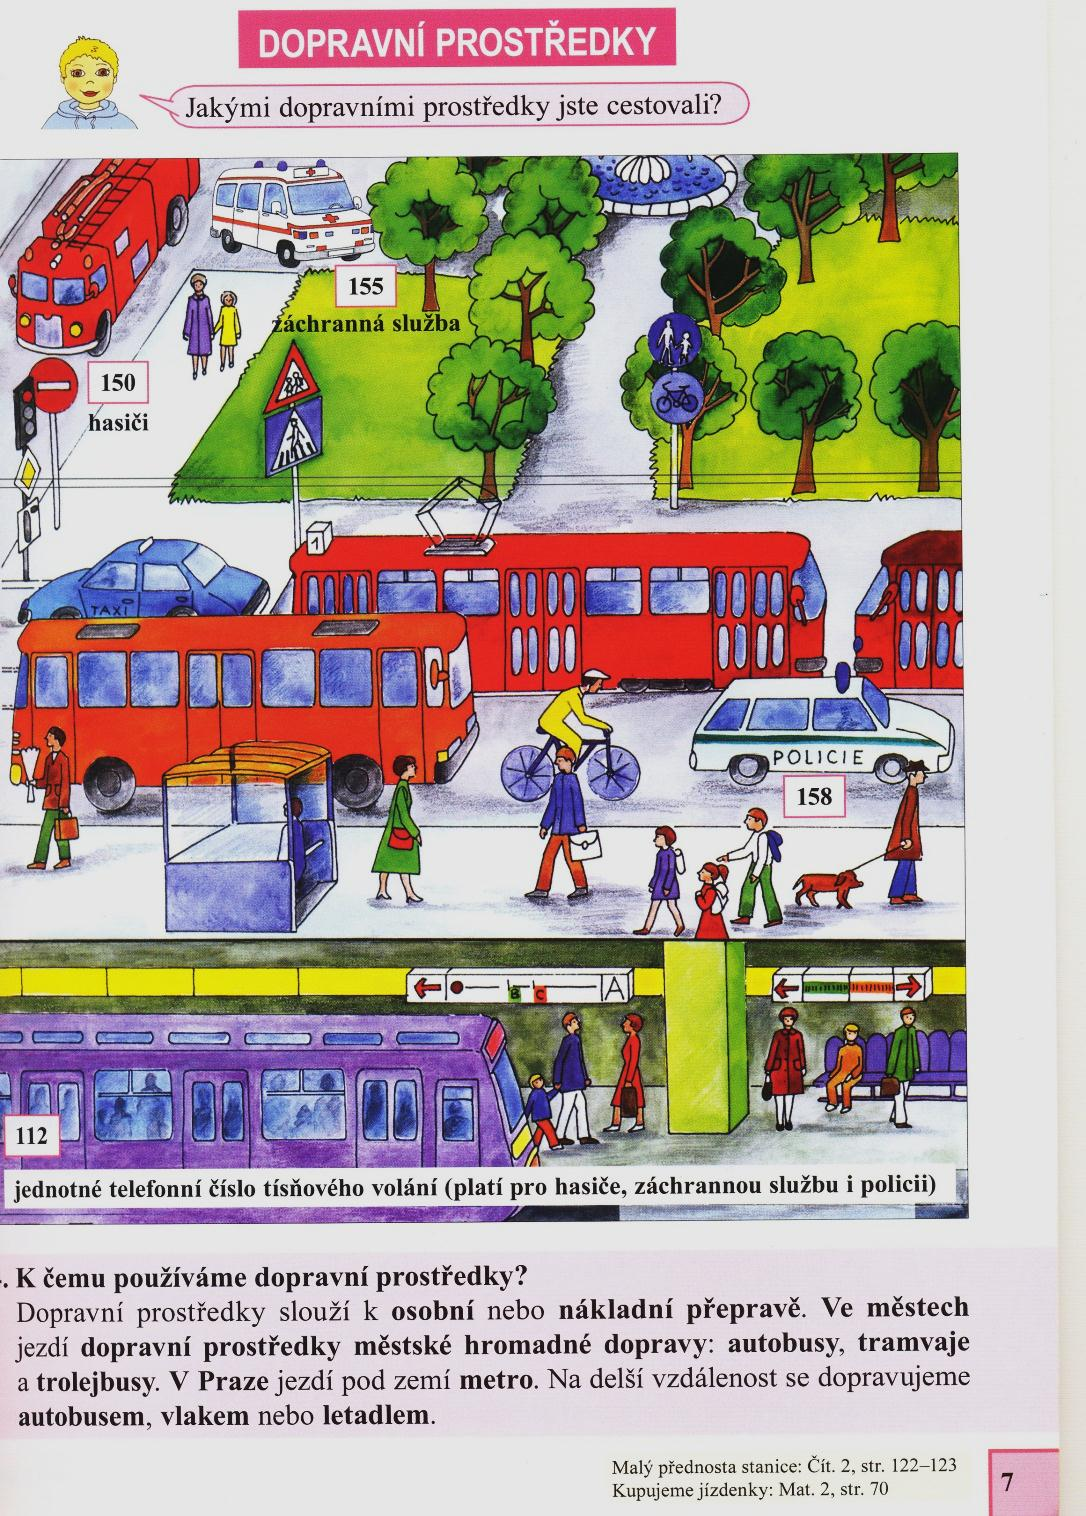 DOPRAVNÍ PROSTŘEDKY
Jakými dopravními prostředky jste cestovali?
155
záchranná služba
150
hasiči
1
TAXI
POLICIE
158
B C A
112
jednotné telefonní číslo tísňového volání (platí pro hasiče, záchrannou službu i policii)
. K čemu používáme dopravní prostředky?
Dopravní prostředky slouží k osobní nebo nákladní přepravě. Ve městech
jezdí dopravní prostředky městské hromadné dopravy: autobusy, tramvaje
a trolejbusy. V Praze jezdí pod zemí metro. Na delší vzdálenost se dopravujeme
autobusem, vlakem nebo letadlem.
Malý přednosta stanice: Čít. 2, str. 122–123
Kupujeme jízdenky: Mat. 2, str. 70
7